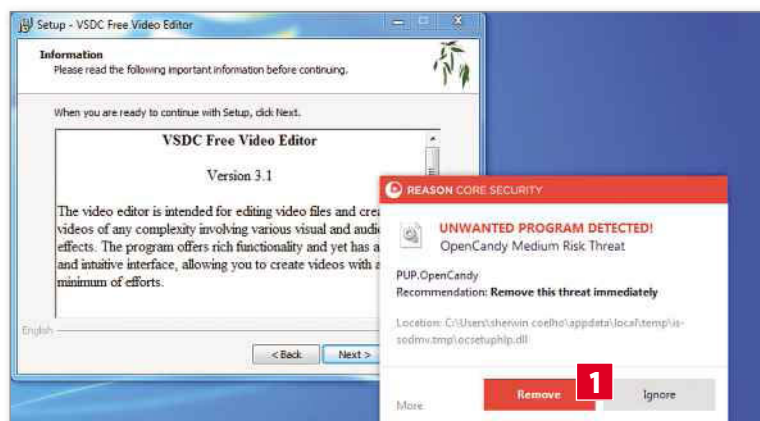 Setup - VSDC Free Video Editor
Information
Please read the following important information before continuing.
When you are ready to continue with Setup, click Next.
VSDC Free Video Editor
Version 3.1
The video editor is intended for editing video files and crea
videos of any complexity involving various visual and audi
effects. The program offers rich functionality and yet has a
and intuitive interface, allowing you to create videos with a
minimum of efforts.
English
< Back
Next >
REASON CORE SECURITY
UNWANTED PROGRAM DETECTED!
OpenCandy Medium Risk Threat
PUP.OpenCandy
Recommendation: Remove this threat immediately
Location: C:\Users\sherwin coelho\appdata\local\temp\is-
sodmv.tmp\ocsetuphlp.dll
More
Remove
1
Ignore